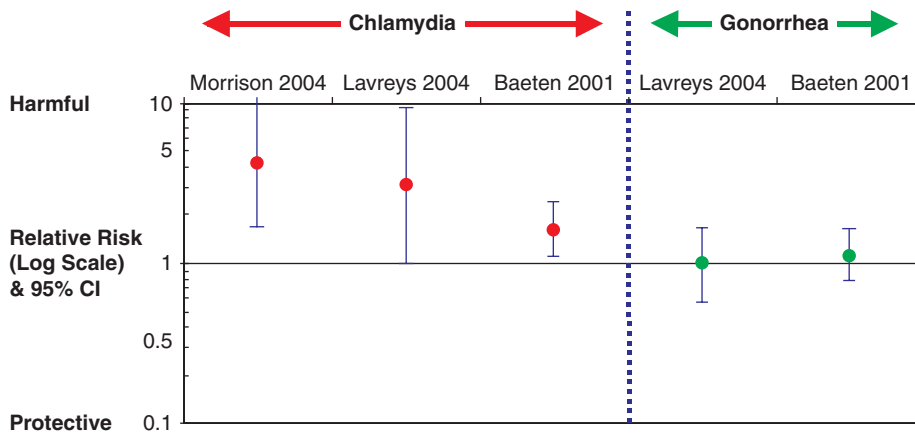 Chlamydia Gonorrhea
Morrison 2004 Lavreys 2004 Baeten 2001 Lavreys 2004 Baeten 2001
Harmful 10
5
Relative Risk
(Log Scale) 1
& 95% CI
0.5
Protective 0.1